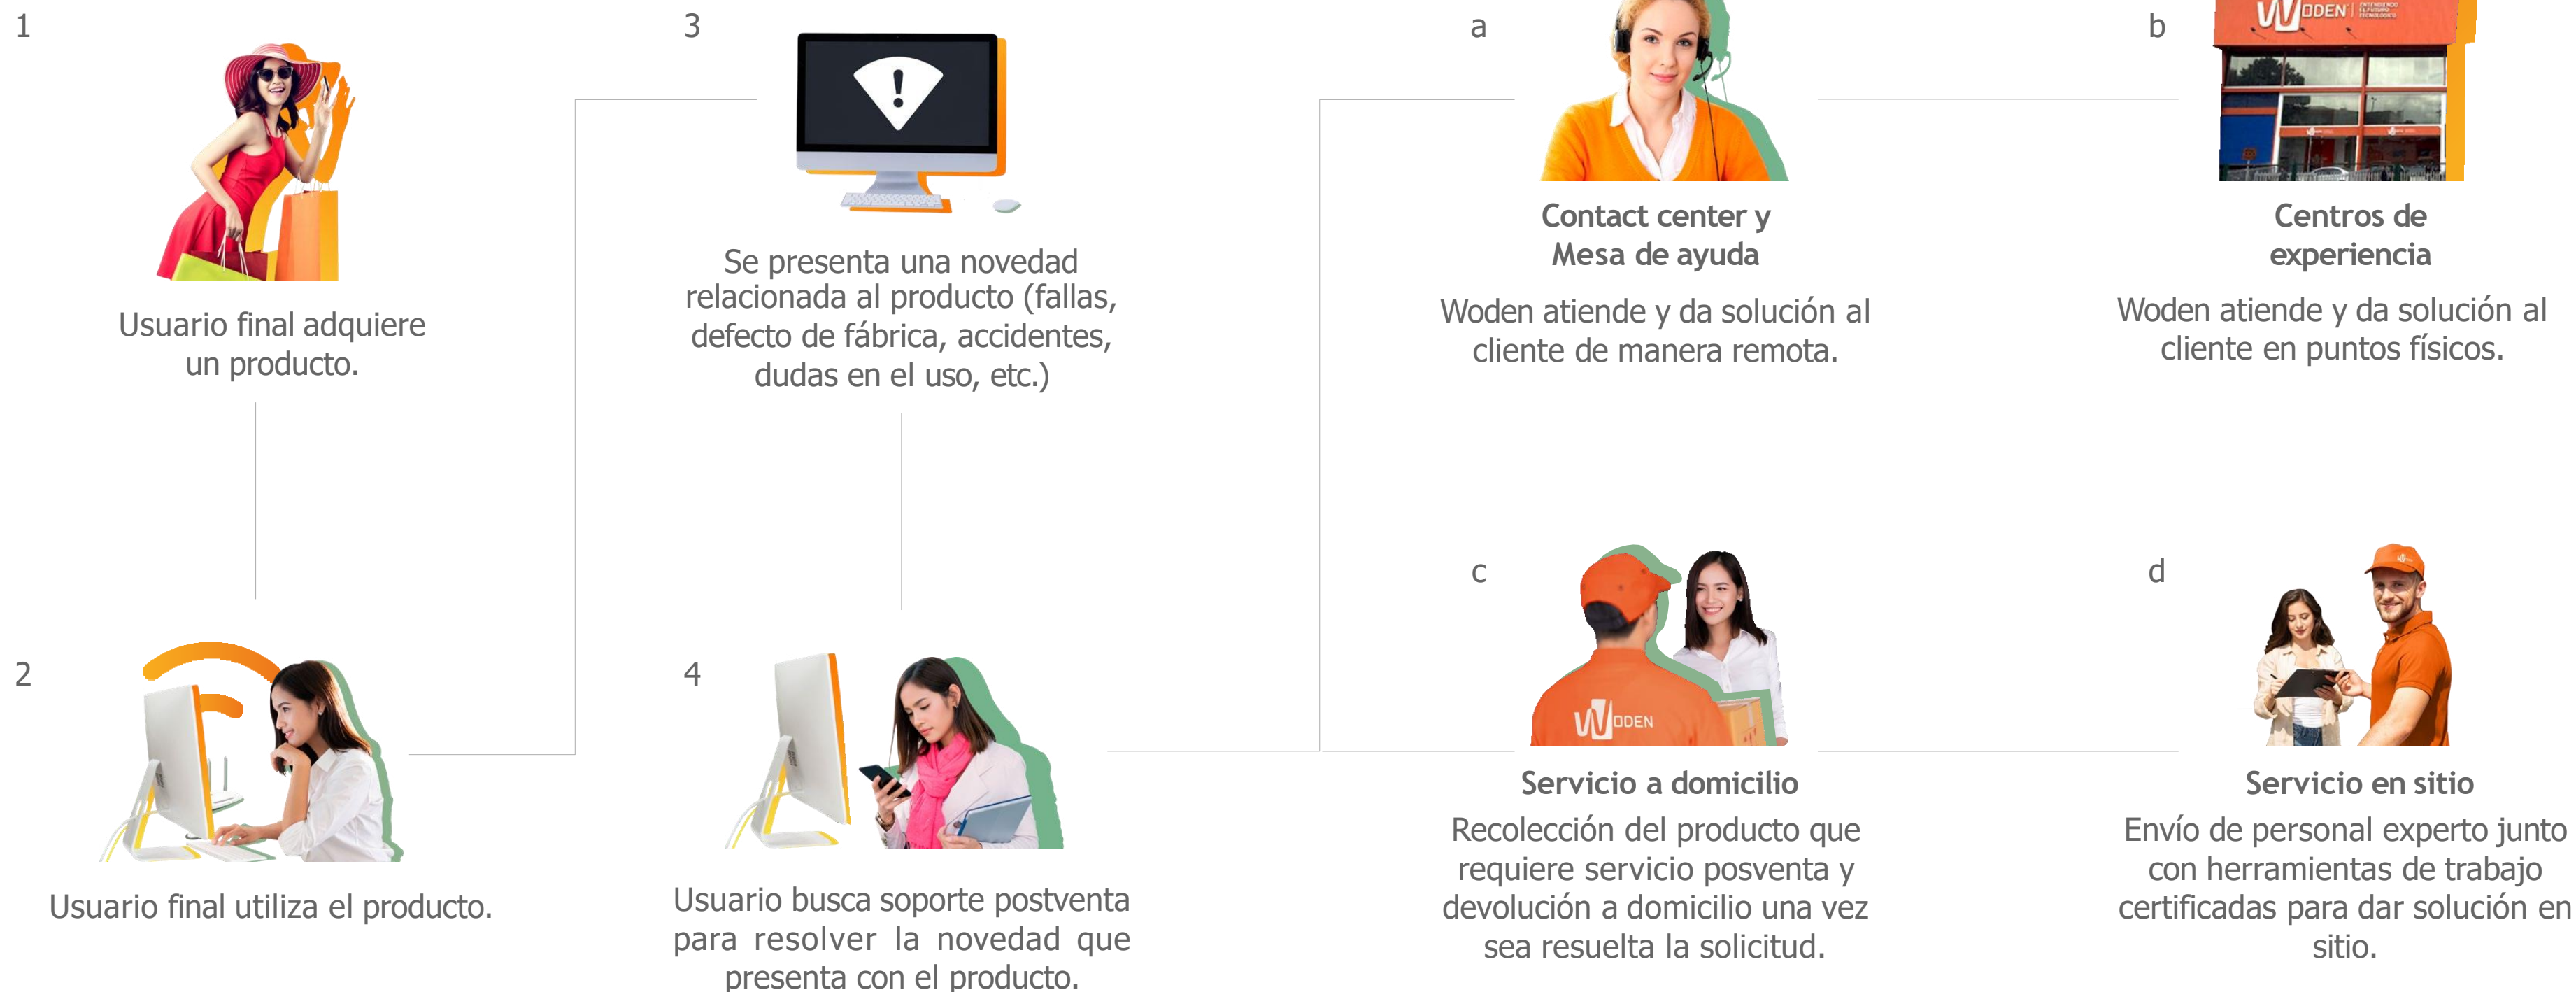 1
Usuario final adquiere
un producto.
2
Usuario final utiliza el producto.
3
Se presenta una novedad
relacionada al producto (fallas,
defecto de fábrica, accidentes,
dudas en el uso, etc.)
4
Usuario busca soporte postventa
para resolver la novedad que
presenta con el producto.
a
Contact center y
Mesa de ayuda
Woden atiende y da solución al
cliente de manera remota.
b
WODEN
Centros de
experiencia
Woden atiende y da solución al
cliente en puntos físicos.
c
WODEN
Servicio a domicilio
Recolección del producto que
requiere servicio posventa y
devolución a domicilio una vez
sea resuelta la solicitud.
d
Servicio en sitio
Envío de personal experto junto
con herramientas de trabajo
certificadas para dar solución en
sitio.